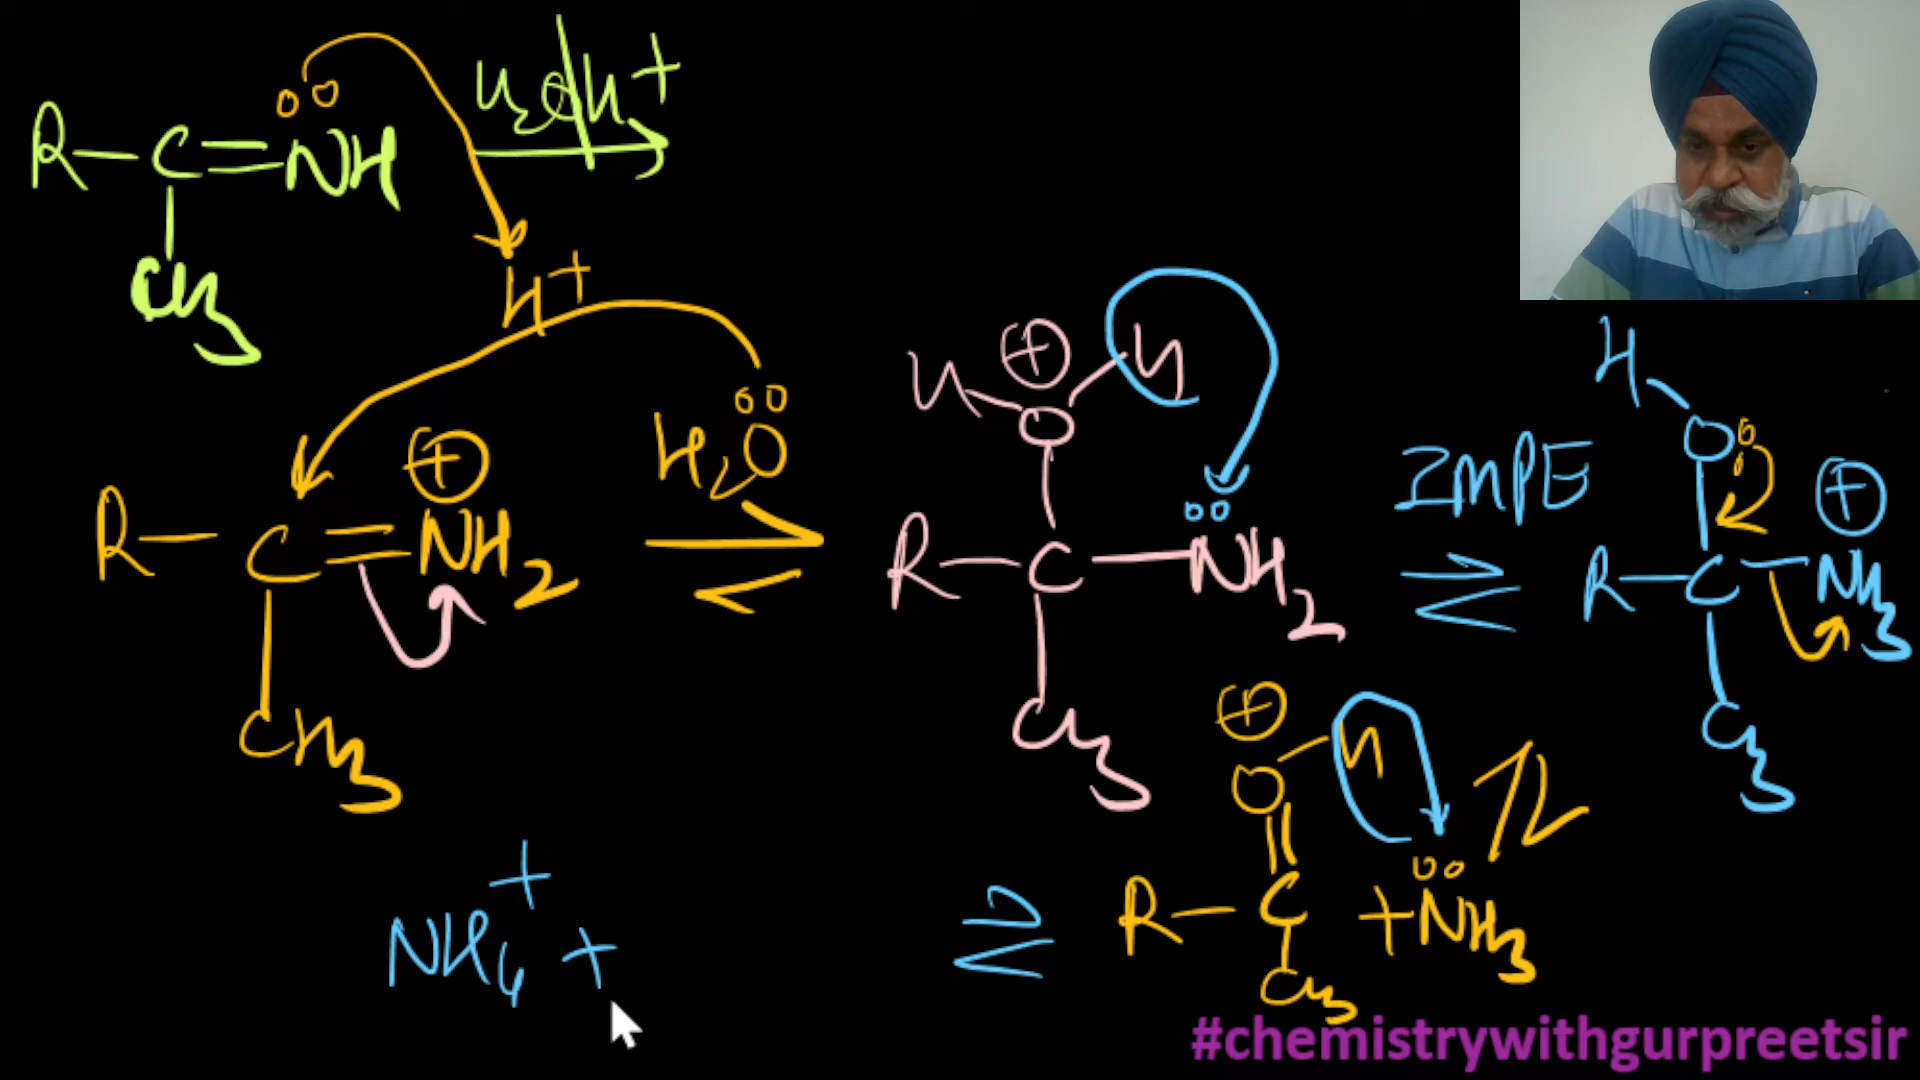 R-C=NH H2O/H+
CH3
H+
R-C=NH2 ⊕ H2O
CH3
H ⊕ H
O
R-C-NH2
CH3
IMPE
H
O ⊕
R-C-NH3
CH3
⊕
O-H
R-C +NH3
CH3
NH4+ +
#chemistrywithgurpreetsir